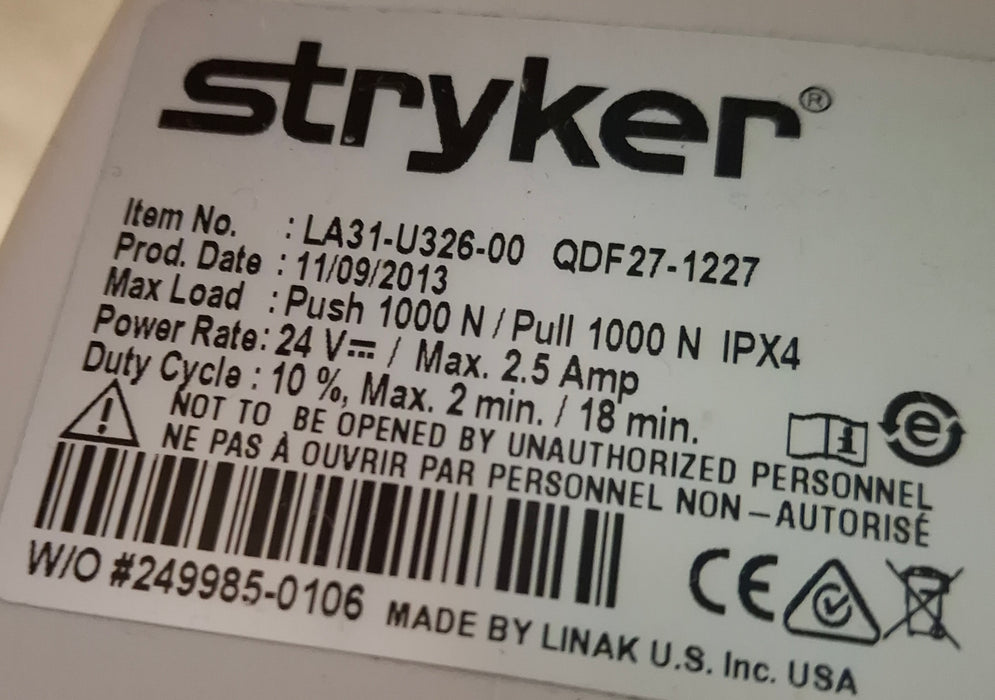 stryker®
Item No. : LA31-U326-00 QDF27-1227
Prod. Date : 11/09/2013
Max Load : Push 1000 N / Pull 1000 N IPX4
Power Rate: 24 V⎓ / Max. 2.5 Amp
Duty Cycle : 10 %, Max. 2 min. / 18 min.
NOT TO BE OPENED BY UNAUTHORIZED PERSONNEL
NE PAS À OUVRIR PAR PERSONNEL NON-AUTORISÉ
W/O #249985-0106 MADE BY LINAK U.S. Inc. USA
CE